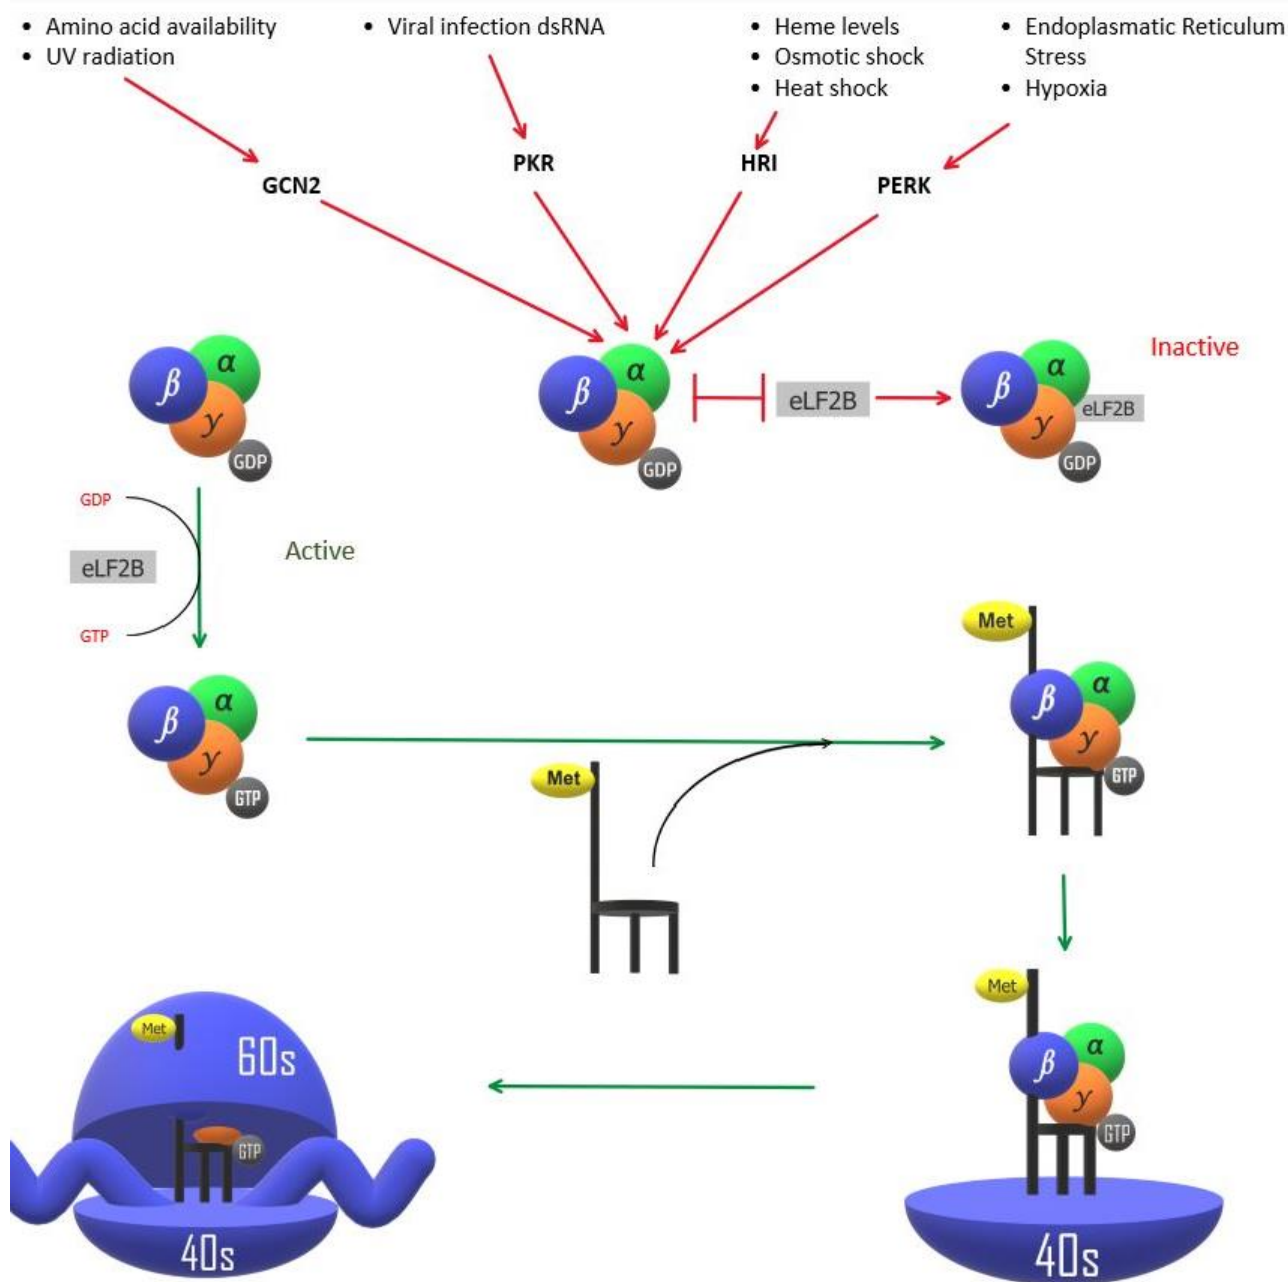 • Amino acid availability
• UV radiation
• Viral infection dsRNA
• Heme levels
• Osmotic shock
• Heat shock
• Endoplasmatic Reticulum
Stress
• Hypoxia
GCN2
PKR
HRI
PERK
β
α
γ
GDP
β
α
γ
GDP
eLF2B
Inactive
β
α
eLF2B
γ
GDP
GDP
eLF2B
GTP
Active
β
α
γ
GTP
Met
Met
β
α
γ
GTP
Met
β
α
γ
GTP
40s
Met
60s
GTP
40s